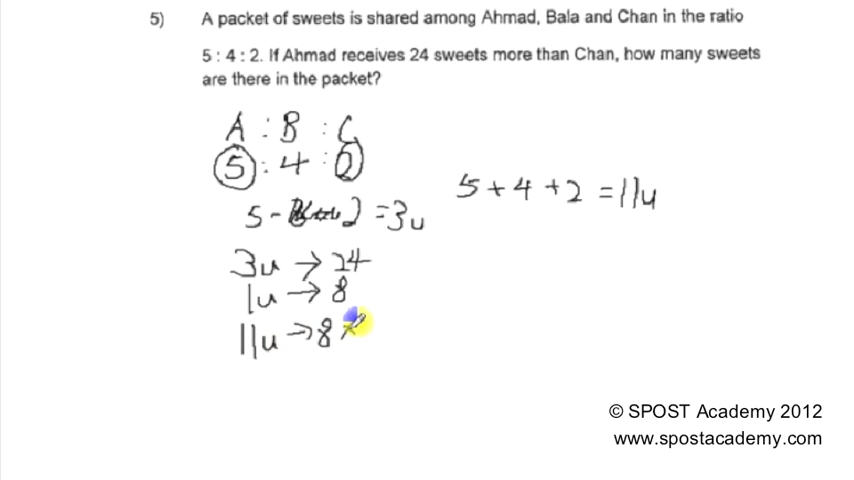 5) A packet of sweets is shared among Ahmad, Bala and Chan in the ratio
5 : 4 : 2. If Ahmad receives 24 sweets more than Chan, how many sweets
are there in the packet?
A : B : C
5 : 4 : 2
5 - 2 = 3u
5 + 4 + 2 = 11u
3u → 24
1u → 8
11u → 8 ×
© SPOST Academy 2012
www.spostacademy.com